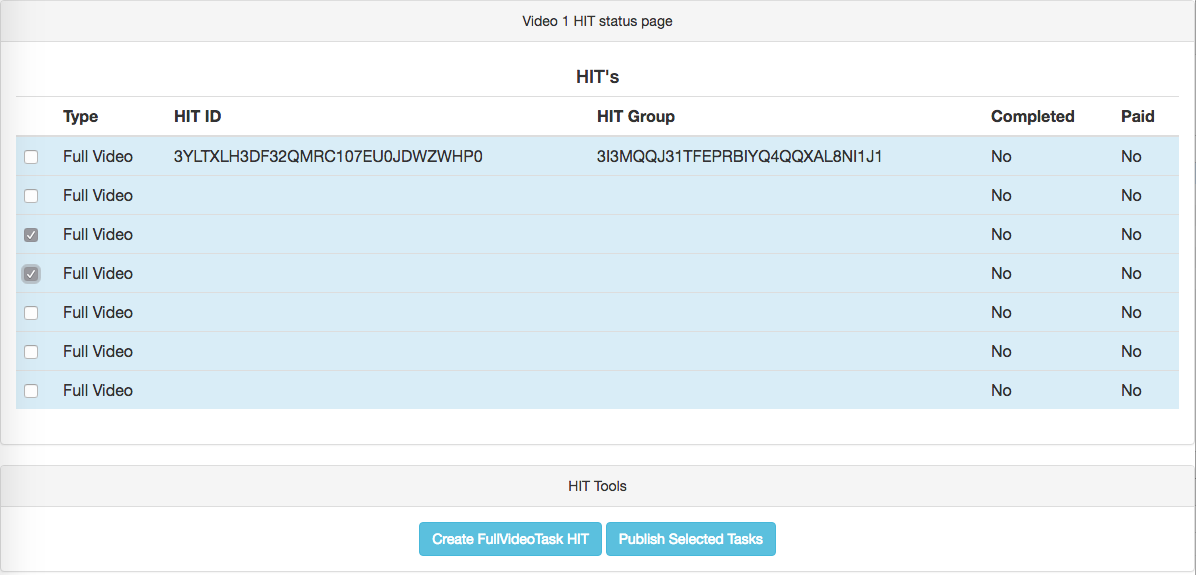 Video 1 HIT status page
HIT's
Type HIT ID HIT Group Completed Paid
Full Video 3YLTXLH3DF32QMRC107EU0JDWZWHP0 3I3MQQJ31TFEPRBIYQ4QQXAL8NI1J1 No No
Full Video No No
Full Video No No
Full Video No No
Full Video No No
Full Video No No
Full Video No No
HIT Tools
Create FullVideoTask HIT Publish Selected Tasks